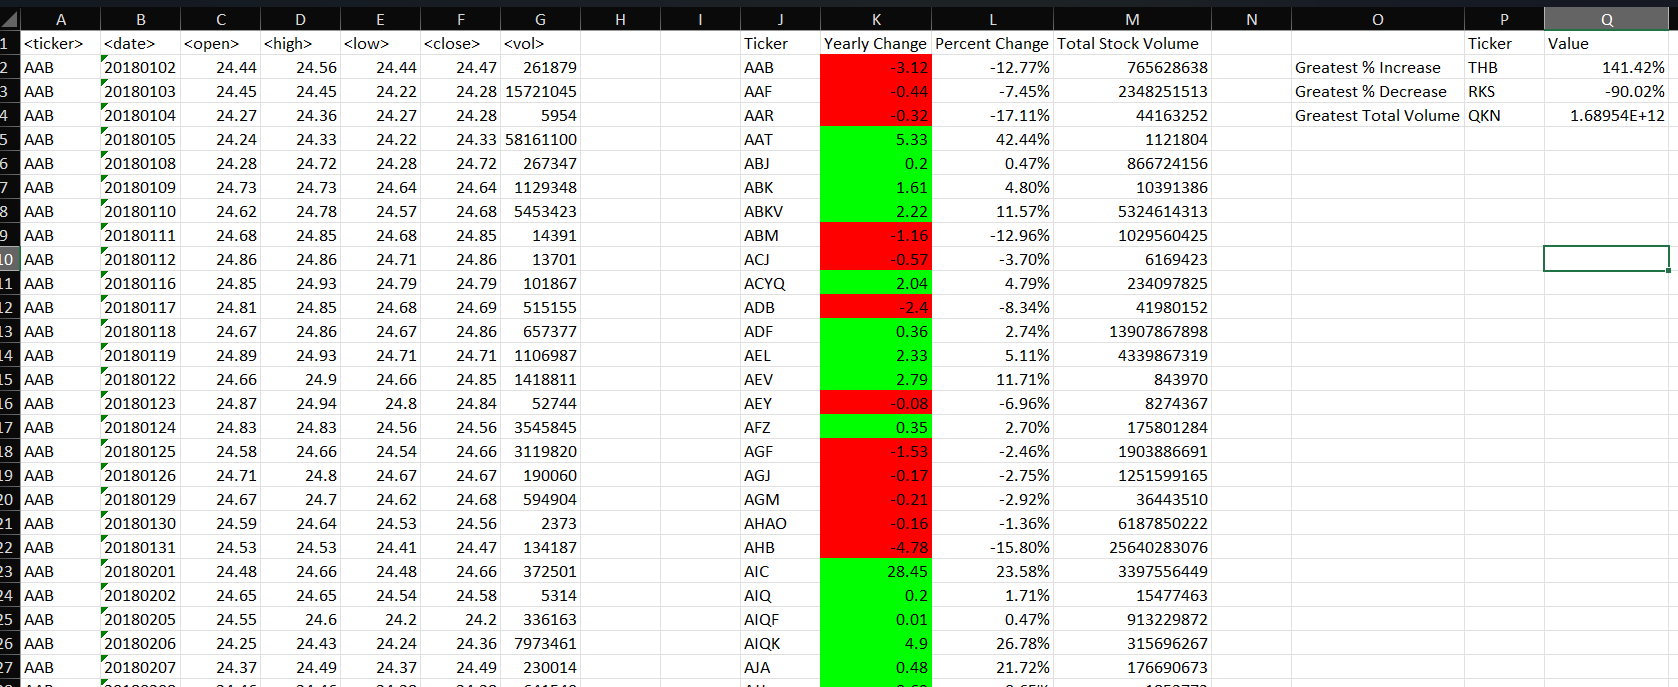 A B C D E F G H I J K L M N O P Q
1 <ticker> <date> <open> <high> <low> <close> <vol> Ticker Yearly Change Percent Change Total Stock Volume Ticker Value
2 AAB 20180102 24.44 24.56 24.44 24.47 261879 AAB -3.12 -12.77% 765628638 Greatest % Increase THB 141.42%
3 AAB 20180103 24.45 24.45 24.22 24.28 15721045 AAF -0.44 -7.45% 2348251513 Greatest % Decrease RKS -90.02%
4 AAB 20180104 24.27 24.36 24.27 24.28 5954 AAR -0.32 -17.11% 44163252 Greatest Total Volume QKN 1.68954E+12
5 AAB 20180105 24.24 24.33 24.22 24.33 58161100 AAT 5.33 42.44% 1121804
6 AAB 20180108 24.28 24.72 24.28 24.72 267347 ABJ 0.2 0.47% 866724156
7 AAB 20180109 24.73 24.73 24.64 24.64 1129348 ABK 1.61 4.80% 10391386
8 AAB 20180110 24.62 24.78 24.57 24.68 5453423 ABKV 2.22 11.57% 5324614313
9 AAB 20180111 24.68 24.85 24.68 24.85 14391 ABM -1.16 -12.96% 1029560425
10 AAB 20180112 24.86 24.86 24.71 24.86 13701 ACJ -0.57 -3.70% 6169423
11 AAB 20180116 24.85 24.93 24.79 24.79 101867 ACYQ 2.04 4.79% 234097825
12 AAB 20180117 24.81 24.85 24.68 24.69 515155 ADB -2.4 -8.34% 41980152
13 AAB 20180118 24.67 24.86 24.67 24.86 657377 ADF 0.36 2.74% 13907867898
14 AAB 20180119 24.89 24.93 24.71 24.71 1106987 AEL 2.33 5.11% 4339867319
15 AAB 20180122 24.66 24.9 24.66 24.85 1418811 AEV 2.79 11.71% 843970
16 AAB 20180123 24.87 24.94 24.8 24.84 52744 AEY -0.08 -6.96% 8274367
17 AAB 20180124 24.83 24.83 24.56 24.56 3545845 AFZ 0.35 2.70% 175801284
18 AAB 20180125 24.58 24.66 24.54 24.66 3119820 AGF -1.53 -2.46% 1903886691
19 AAB 20180126 24.71 24.8 24.67 24.67 190060 AGJ -0.17 -2.75% 1251599165
20 AAB 20180129 24.67 24.7 24.62 24.68 594904 AGM -0.21 -2.92% 36443510
21 AAB 20180130 24.59 24.64 24.53 24.56 2373 AHAO -0.16 -1.36% 6187850222
22 AAB 20180131 24.53 24.53 24.41 24.47 134187 AHB -4.78 -15.80% 25640283076
23 AAB 20180201 24.48 24.66 24.48 24.66 372501 AIC 28.45 23.58% 3397556449
24 AAB 20180202 24.65 24.65 24.54 24.58 5314 AIQ 0.2 1.71% 15477463
25 AAB 20180205 24.55 24.6 24.2 24.2 336163 AIQF 0.01 0.47% 913229872
26 AAB 20180206 24.25 24.43 24.24 24.36 7973461 AIQK 4.9 26.78% 315696267
27 AAB 20180207 24.37 24.49 24.37 24.49 230014 AJA 0.48 21.72% 176690673